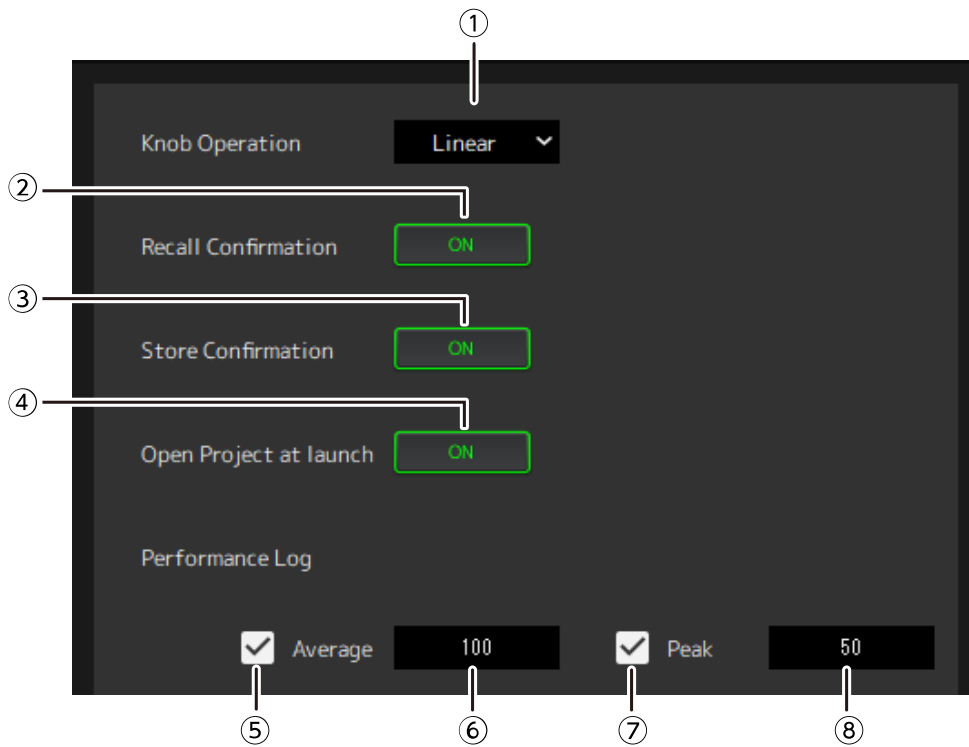 ①
Knob Operation Linear
②
Recall Confirmation ON
③
Store Confirmation ON
④
Open Project at launch ON
Performance Log
Average 100 Peak 50
⑤ ⑥ ⑦ ⑧